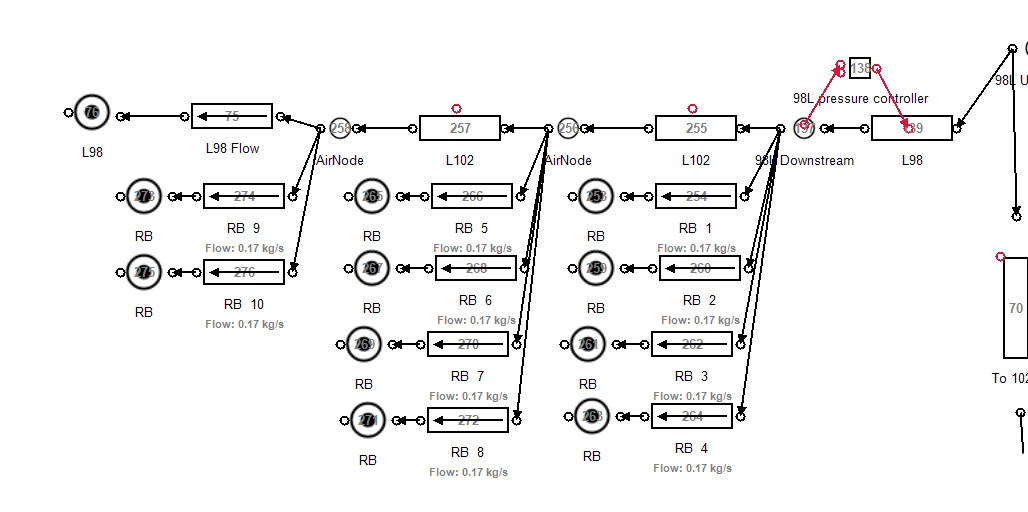 138
98L U
98L pressure controller
76
75
258
257
256
255
197
139
L98
L98 Flow
AirNode
L102
AirNode
L102
98L Downstream
L98
273
274
265
266
253
254
RB
RB 9
RB
RB 5
RB
RB 1
Flow: 0.17 kg/s
Flow: 0.17 kg/s
Flow: 0.17 kg/s
275
276
267
268
259
260
RB
RB 10
RB
RB 6
RB
RB 2
70
Flow: 0.17 kg/s
Flow: 0.17 kg/s
Flow: 0.17 kg/s
269
270
261
262
RB
RB 7
RB
RB 3
To 102
Flow: 0.17 kg/s
Flow: 0.17 kg/s
271
272
263
264
RB
RB 8
RB
RB 4
Flow: 0.17 kg/s
Flow: 0.17 kg/s